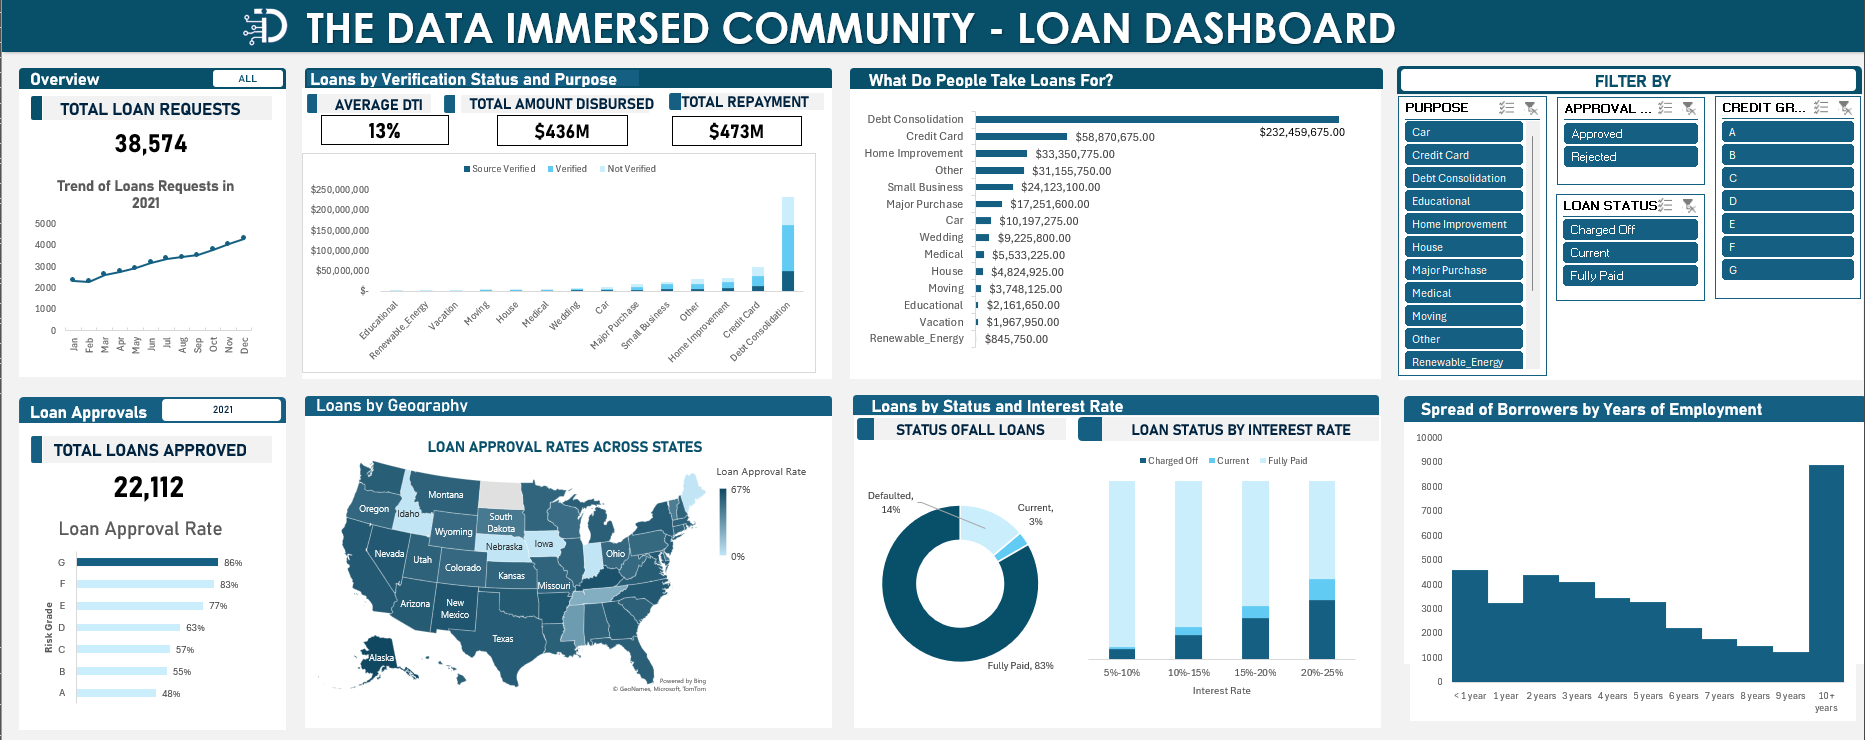 THE DATA IMMERSED COMMUNITY - LOAN DASHBOARD
Overview
ALL
TOTAL LOAN REQUESTS
38,574
Trend of Loans Requests in
2021
5000
4000
3000
2000
1000
0
Jan
Feb
Mar
Apr
May
Jun
Jul
Aug
Sep
Oct
Nov
Dec
Loans by Verification Status and Purpose
AVERAGE DTI
TOTAL AMOUNT DISBURSED
TOTAL REPAYMENT
13%
$436M
$473M
Source Verified
Verified
Not Verified
$250,000,000
$200,000,000
$150,000,000
$100,000,000
$50,000,000
$-
Educational
Renewable_Energy
Vacation
Moving
House
Medical
Wedding
Car
Major Purchase
Small Business
Other
Home Improvement
Credit Card
Debt Consolidation
What Do People Take Loans For?
Debt Consolidation
$232,459,675.00
Credit Card
$58,870,675.00
Home Improvement
$33,350,775.00
Other
$31,155,750.00
Small Business
$24,123,100.00
Major Purchase
$17,251,600.00
Car
$10,197,275.00
Wedding
$9,225,800.00
Medical
$5,533,225.00
House
$4,824,925.00
Moving
$3,748,125.00
Educational
$2,161,650.00
Vacation
$1,967,950.00
Renewable_Energy
$845,750.00
FILTER BY
PURPOSE
Car
Credit Card
Debt Consolidation
Educational
Home Improvement
House
Major Purchase
Medical
Moving
Other
Renewable_Energy
APPROVAL ...
Approved
Rejected
LOAN STATUS
Charged Off
Current
Fully Paid
CREDIT GR...
A
B
C
D
E
F
G
Loan Approvals
2021
TOTAL LOANS APPROVED
22,112
Loan Approval Rate
Risk Grade
G
86%
F
83%
E
77%
D
63%
C
57%
B
55%
A
48%
Loans by Geography
LOAN APPROVAL RATES ACROSS STATES
Loan Approval Rate
67%
0%
Montana
Oregon
Idaho
South
Dakota
Wyoming
Nebraska
Iowa
Nevada
Utah
Colorado
Ohio
Kansas
Missouri
Arizona
New
Mexico
Texas
Alaska
Powered by Bing
© GeoNames, Microsoft, TomTom
Loans by Status and Interest Rate
STATUS OFALL LOANS
Defaulted,
14%
Current,
3%
Fully Paid, 83%
LOAN STATUS BY INTEREST RATE
Charged Off
Current
Fully Paid
5%-10%
10%-15%
15%-20%
20%-25%
Interest Rate
Spread of Borrowers by Years of Employment
10000
9000
8000
7000
6000
5000
4000
3000
2000
1000
0
< 1 year
1 year
2 years
3 years
4 years
5 years
6 years
7 years
8 years
9 years
10+
years